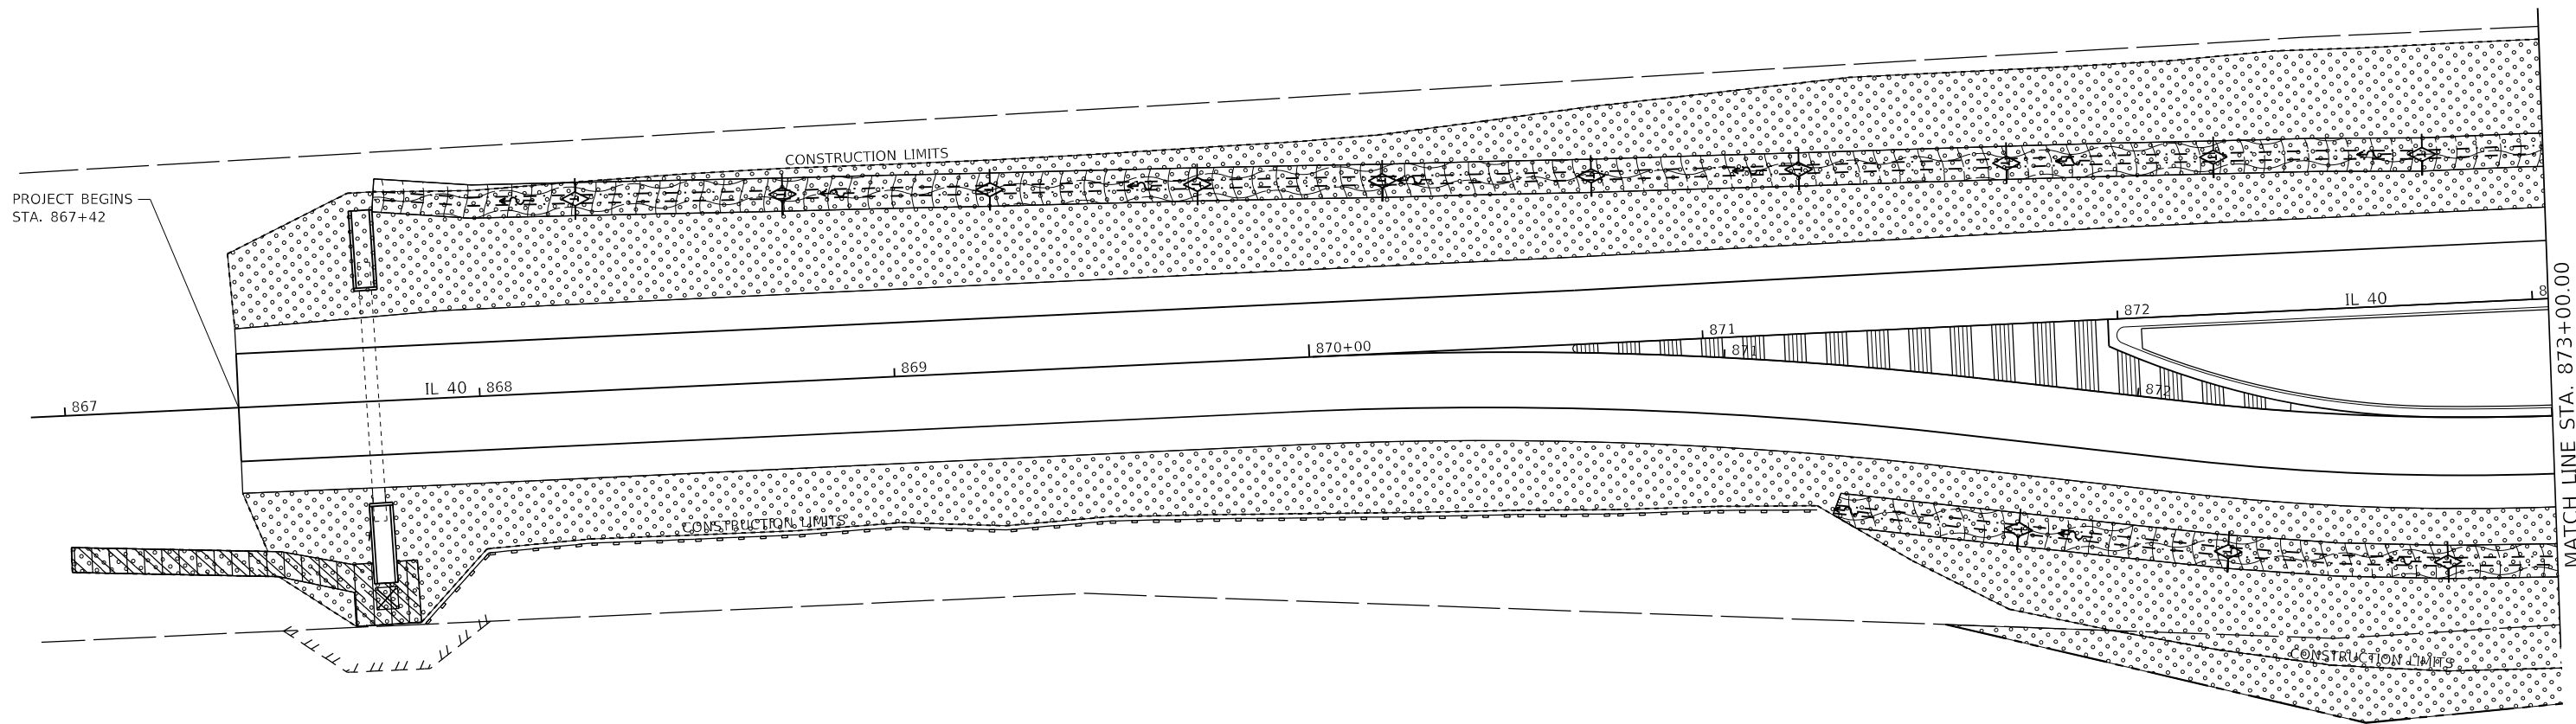 CONSTRUCTION LIMITS
PROJECT BEGINS
STA. 867+42
867
IL 40
868
869
870+00
871
871
872
872
IL 40
8
MATCH LINE STA. 873+00.00
CONSTRUCTION LIMITS
CONSTRUCTION LIMITS